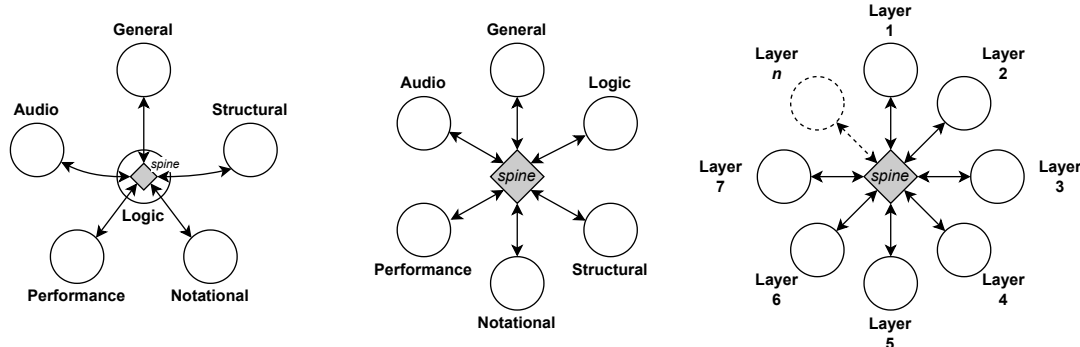 General
Audio
Structural
spine
Logic
Performance
Notational
General
Audio
Logic
spine
Performance
Structural
Notational
Layer
1
Layer
n
Layer
2
Layer
7
spine
Layer
3
Layer
6
Layer
4
Layer
5